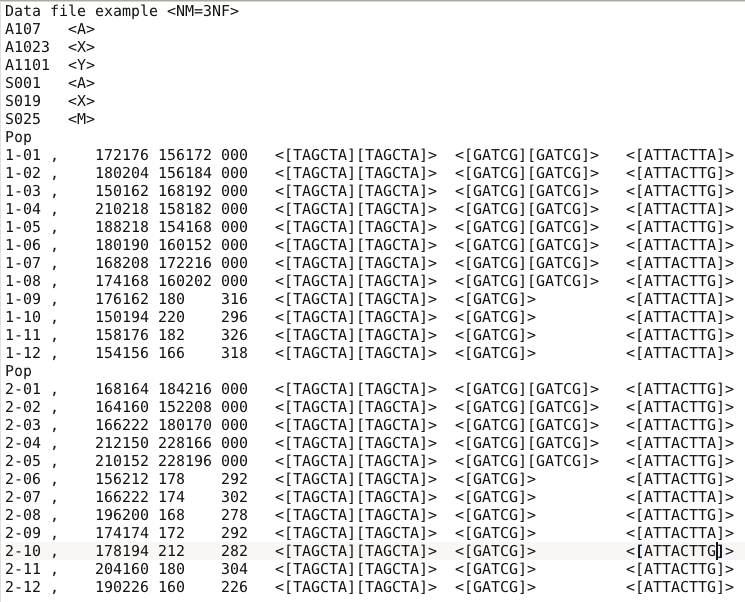 Data file example <NM=3NF>
A107   <A>
A1023  <X>
A1101  <Y>
S001   <A>
S019   <X>
S025   <M>
Pop
1-01 ,    172176 156172 000   <[TAGCTA][TAGCTA]>  <[GATCG][GATCG]>   <[ATTACTTA]>
1-02 ,    180204 156184 000   <[TAGCTA][TAGCTA]>  <[GATCG][GATCG]>   <[ATTACTTG]>
1-03 ,    150162 168192 000   <[TAGCTA][TAGCTA]>  <[GATCG][GATCG]>   <[ATTACTTG]>
1-04 ,    210218 158182 000   <[TAGCTA][TAGCTA]>  <[GATCG][GATCG]>   <[ATTACTTA]>
1-05 ,    188218 154168 000   <[TAGCTA][TAGCTA]>  <[GATCG][GATCG]>   <[ATTACTTG]>
1-06 ,    180190 160152 000   <[TAGCTA][TAGCTA]>  <[GATCG][GATCG]>   <[ATTACTTA]>
1-07 ,    168208 172216 000   <[TAGCTA][TAGCTA]>  <[GATCG][GATCG]>   <[ATTACTTA]>
1-08 ,    174168 160202 000   <[TAGCTA][TAGCTA]>  <[GATCG][GATCG]>   <[ATTACTTG]>
1-09 ,    176162 180    316   <[TAGCTA][TAGCTA]>  <[GATCG]>          <[ATTACTTA]>
1-10 ,    150194 220    296   <[TAGCTA][TAGCTA]>  <[GATCG]>          <[ATTACTTA]>
1-11 ,    158176 182    326   <[TAGCTA][TAGCTA]>  <[GATCG]>          <[ATTACTTG]>
1-12 ,    154156 166    318   <[TAGCTA][TAGCTA]>  <[GATCG]>          <[ATTACTTA]>
Pop
2-01 ,    168164 184216 000   <[TAGCTA][TAGCTA]>  <[GATCG][GATCG]>   <[ATTACTTG]>
2-02 ,    164160 152208 000   <[TAGCTA][TAGCTA]>  <[GATCG][GATCG]>   <[ATTACTTG]>
2-03 ,    166222 180170 000   <[TAGCTA][TAGCTA]>  <[GATCG][GATCG]>   <[ATTACTTG]>
2-04 ,    212150 228166 000   <[TAGCTA][TAGCTA]>  <[GATCG][GATCG]>   <[ATTACTTA]>
2-05 ,    210152 228196 000   <[TAGCTA][TAGCTA]>  <[GATCG][GATCG]>   <[ATTACTTG]>
2-06 ,    156212 178    292   <[TAGCTA][TAGCTA]>  <[GATCG]>          <[ATTACTTG]>
2-07 ,    166222 174    302   <[TAGCTA][TAGCTA]>  <[GATCG]>          <[ATTACTTA]>
2-08 ,    196200 168    278   <[TAGCTA][TAGCTA]>  <[GATCG]>          <[ATTACTTG]>
2-09 ,    174174 172    292   <[TAGCTA][TAGCTA]>  <[GATCG]>          <[ATTACTTA]>
2-10 ,    178194 212    282   <[TAGCTA][TAGCTA]>  <[GATCG]>          <[ATTACTTG]>
2-11 ,    204160 180    304   <[TAGCTA][TAGCTA]>  <[GATCG]>          <[ATTACTTG]>
2-12 ,    190226 160    226   <[TAGCTA][TAGCTA]>  <[GATCG]>          <[ATTACTTG]>